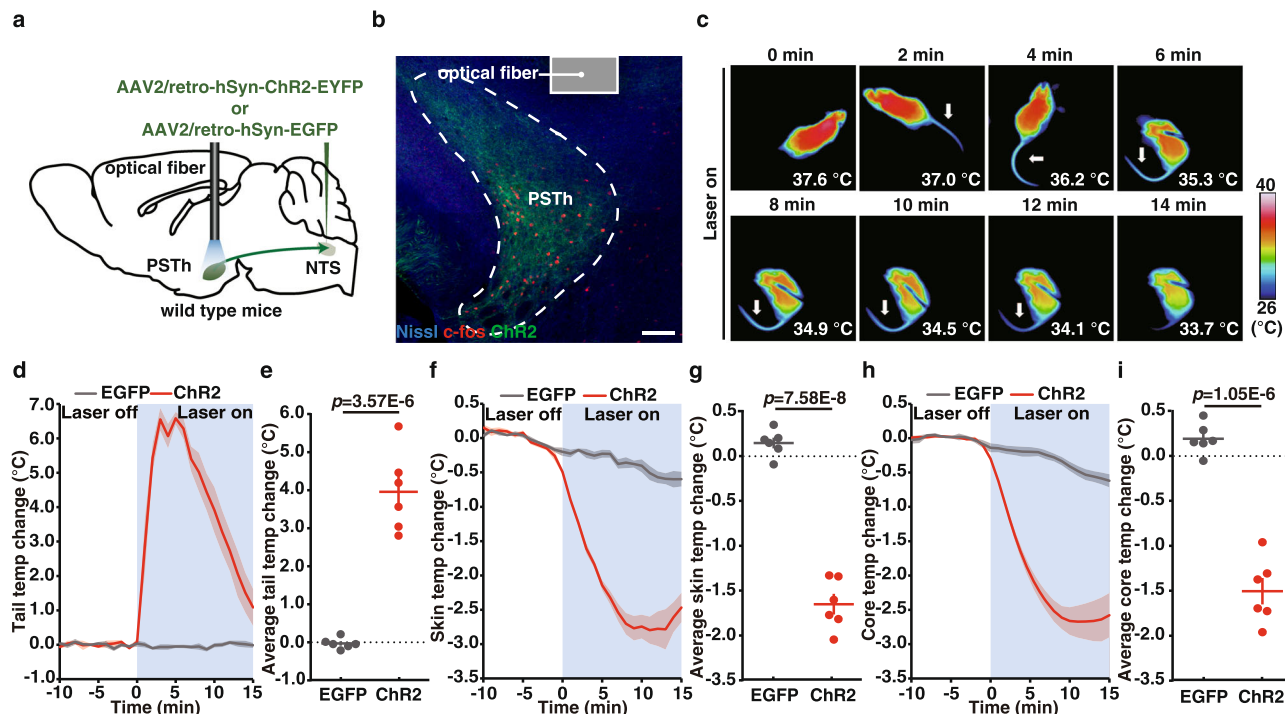 a
AAV2/retro-hSyn-ChR2-EYFP
or
AAV2/retro-hSyn-EGFP
optical fiber
PSTh
NTS
wild type mice
b
optical fiber
PSTh
Nissl c-fos ChR2
c
Laser on
0 min
2 min
4 min
6 min
37.6 °C
37.0 °C
36.2 °C
35.3 °C
8 min
10 min
12 min
14 min
34.9 °C
34.5 °C
34.1 °C
33.7 °C
40
26
(°C)
d
EGFP
ChR2
Laser off
Laser on
Tail temp change (°C)
7.0
6.0
5.0
4.0
3.0
2.0
1.0
0.0
-1.0
-10
-5
0
5
10
15
Time (min)
e
p=3.57E-6
Average tail temp change (°C)
6.0
5.0
4.0
3.0
2.0
1.0
0.0
-1.0
EGFP
ChR2
f
EGFP
ChR2
Laser off
Laser on
Skin temp change (°C)
0.5
0.0
-0.5
-1.0
-1.5
-2.0
-2.5
-3.0
-3.5
-10
-5
0
5
10
15
Time (min)
g
p=7.58E-8
Average skin temp change (°C)
0.5
0.0
-0.5
-1.0
-1.5
-2.0
-2.5
-3.5
EGFP
ChR2
h
EGFP
ChR2
Laser off
Laser on
Core temp change (°C)
0.5
0.0
-0.5
-1.0
-1.5
-2.0
-2.5
-3.0
-3.5
-10
-5
0
5
10
15
Time (min)
i
p=1.05E-6
Average core temp change (°C)
0.5
0.0
-0.5
-1.0
-1.5
-2.0
-2.5
-3.5
EGFP
ChR2